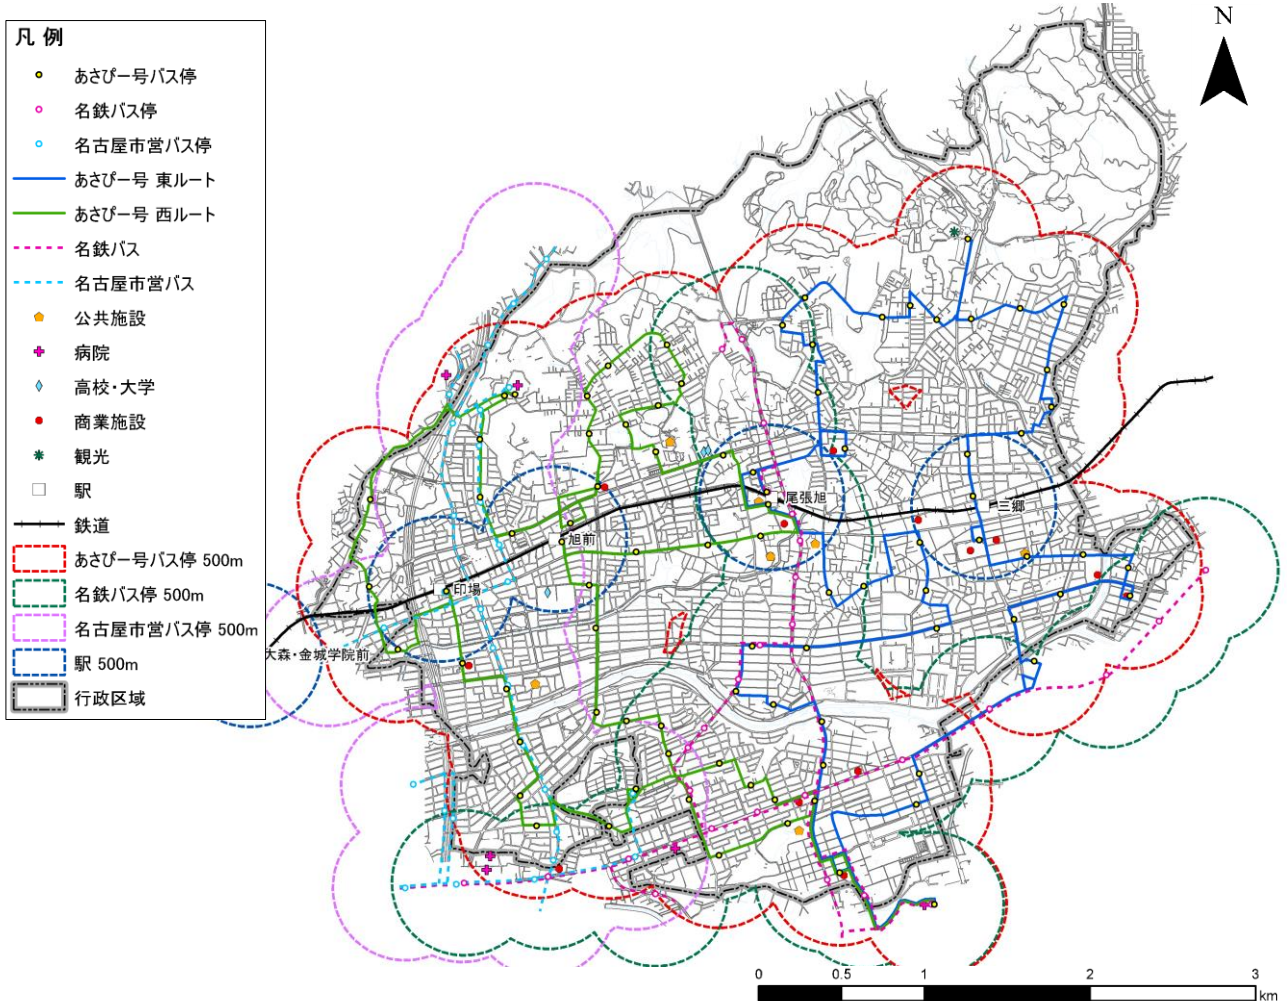 凡 例
あさぴー号バス停
名鉄バス停
名古屋市営バス停
あさぴー号 東ルート
あさぴー号 西ルート
名鉄バス
名古屋市営バス
公共施設
病院
高校・大学
商業施設
観光
駅
鉄道
あさぴー号バス停 500m
名鉄バス停 500m
名古屋市営バス停 500m
駅 500m
行政区域
N
尾張旭
三郷
旭前
印場
大森・金城学院前
0 0.5 1 2 3
km